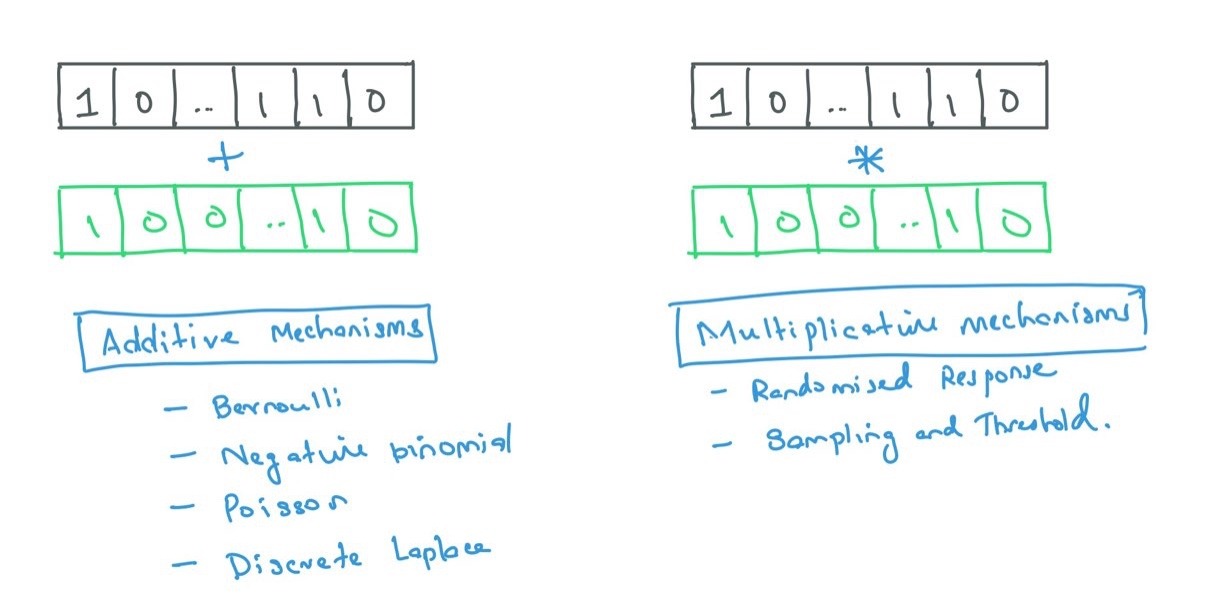 1 0 .. 1 1 0
+
1 0 0 .. 1 0
Additive Mechanisms
- Bernoulli
- Negative binomial
- Poisson
- Discrete Laplace
1 0 .. 1 1 0
*
1 0 0 .. 1 0
Multiplicative mechanisms
- Randomised Response
- Sampling and Threshold.